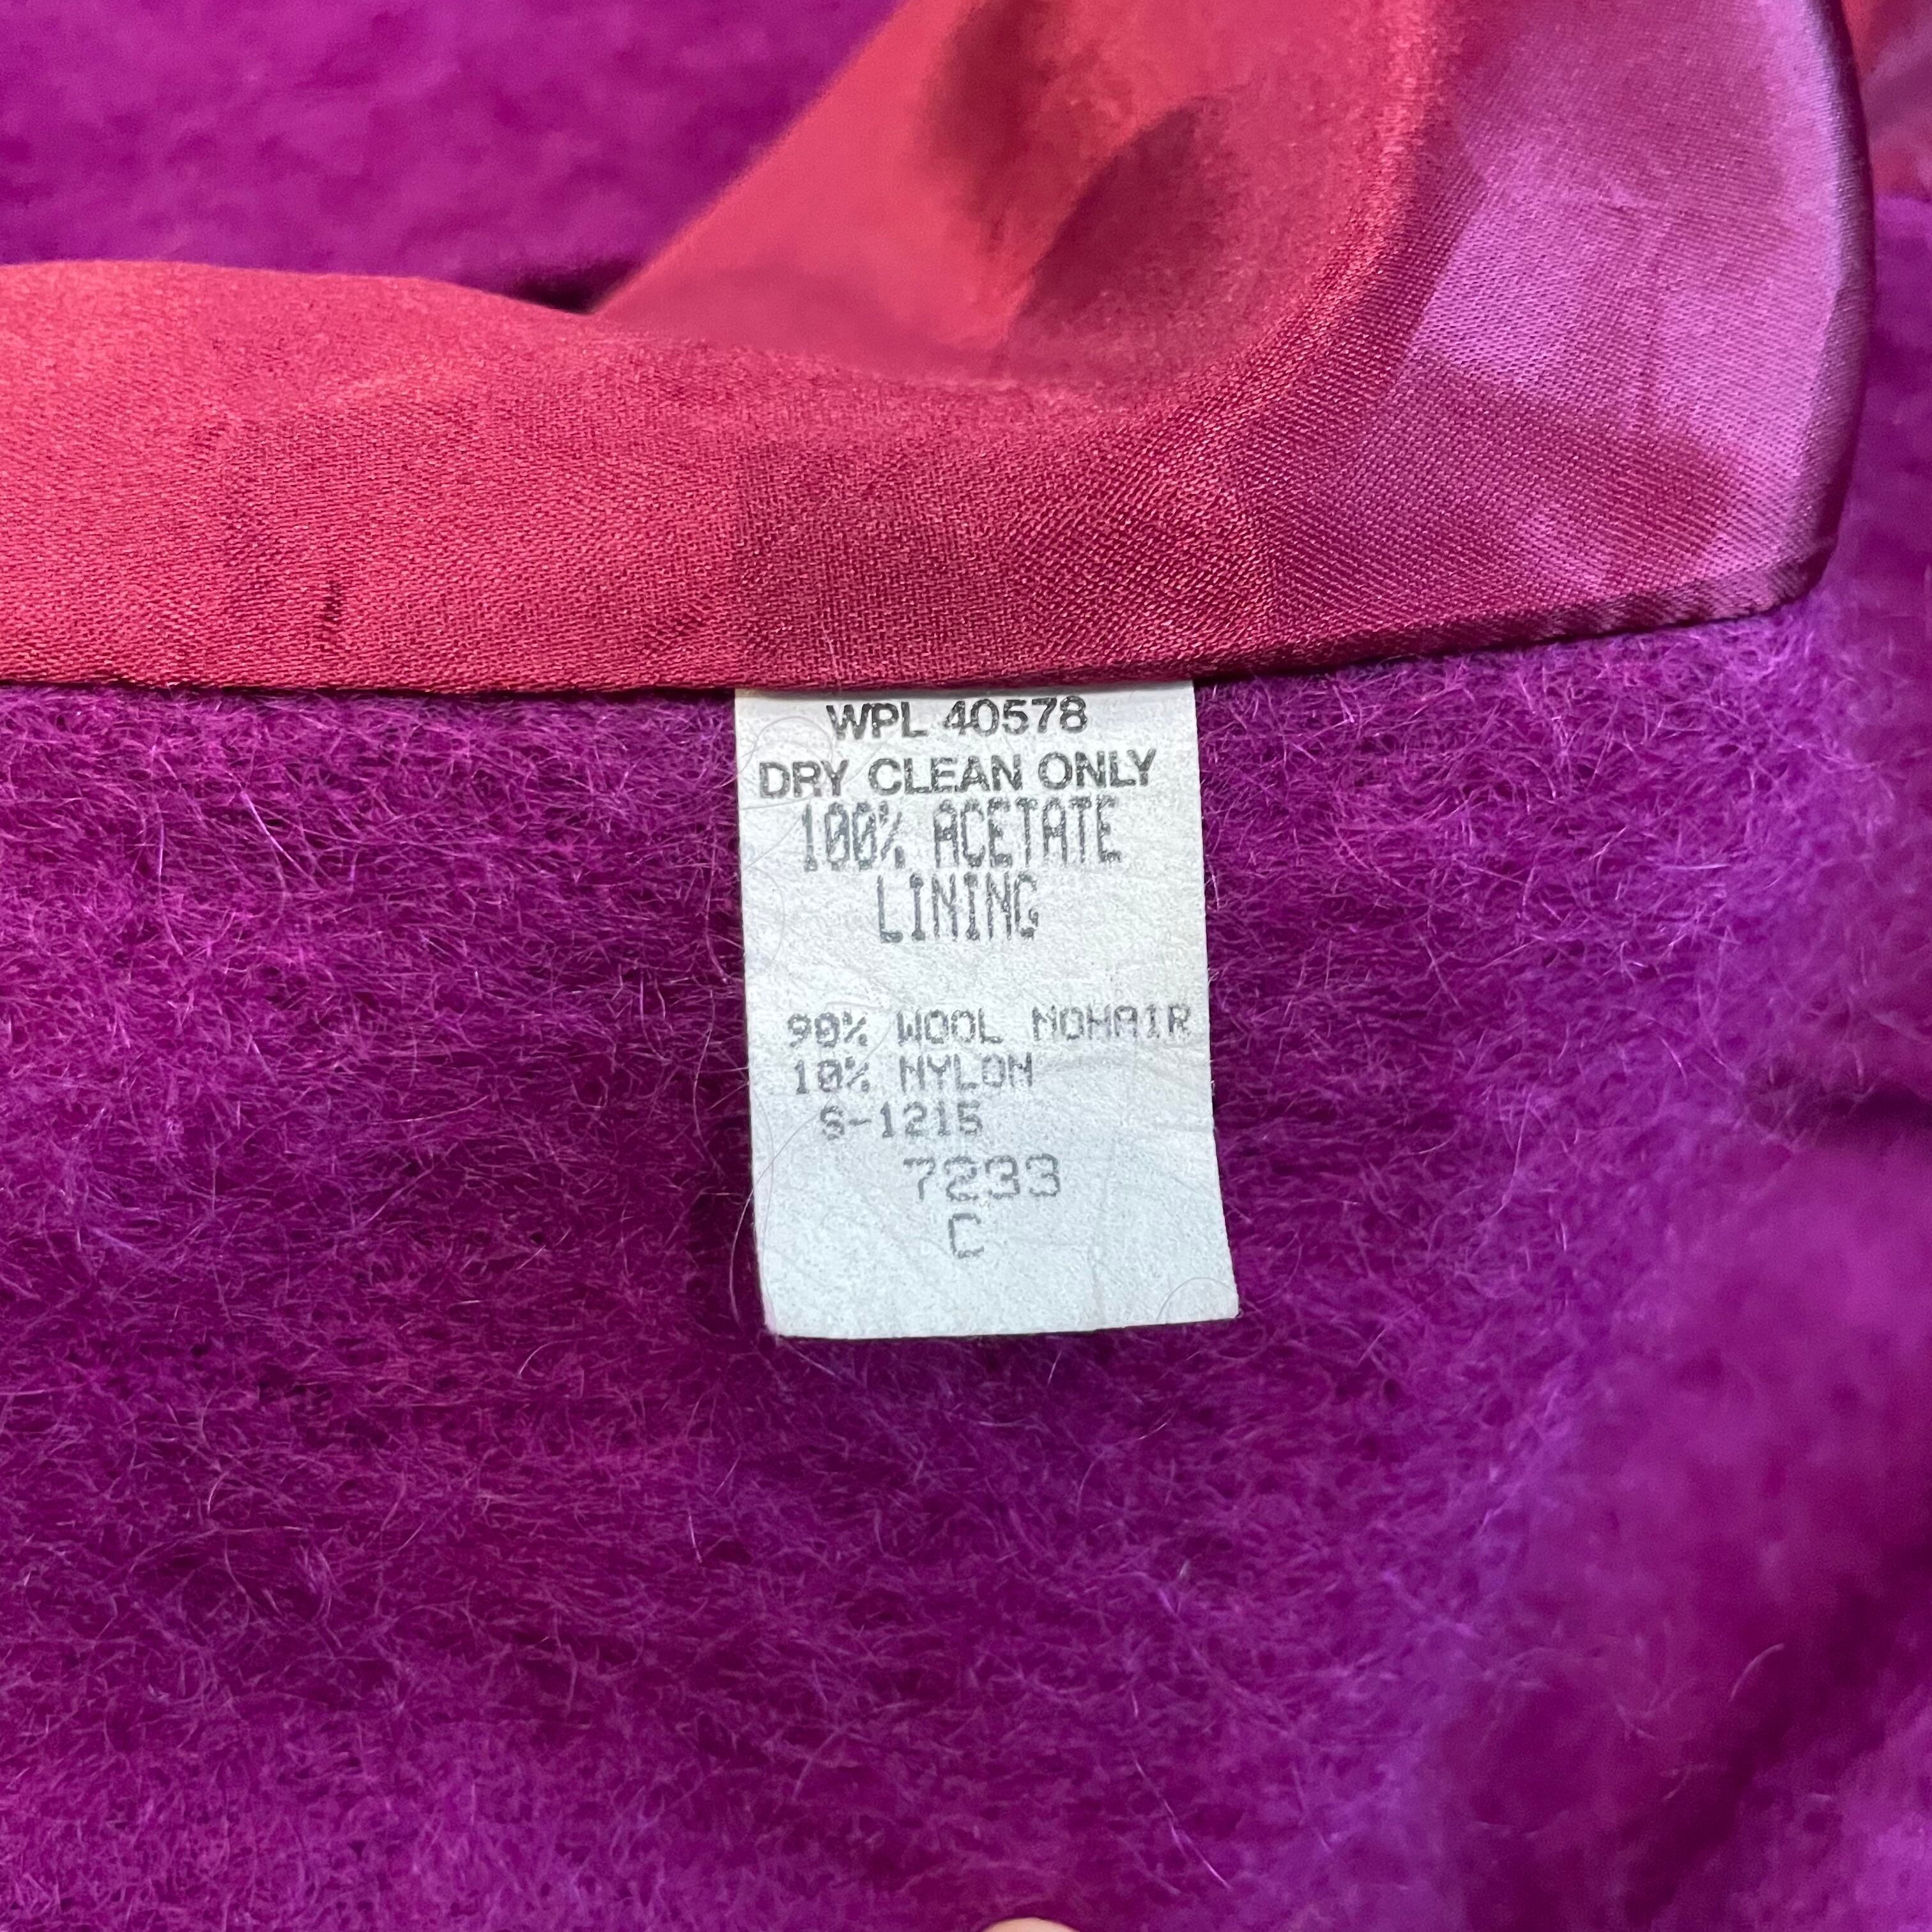 WPL 40578
DRY CLEAN ONLY
100% ACETATE
LINING
90% WOOL MOHAIR
10% NYLON
S-1215
7233
C